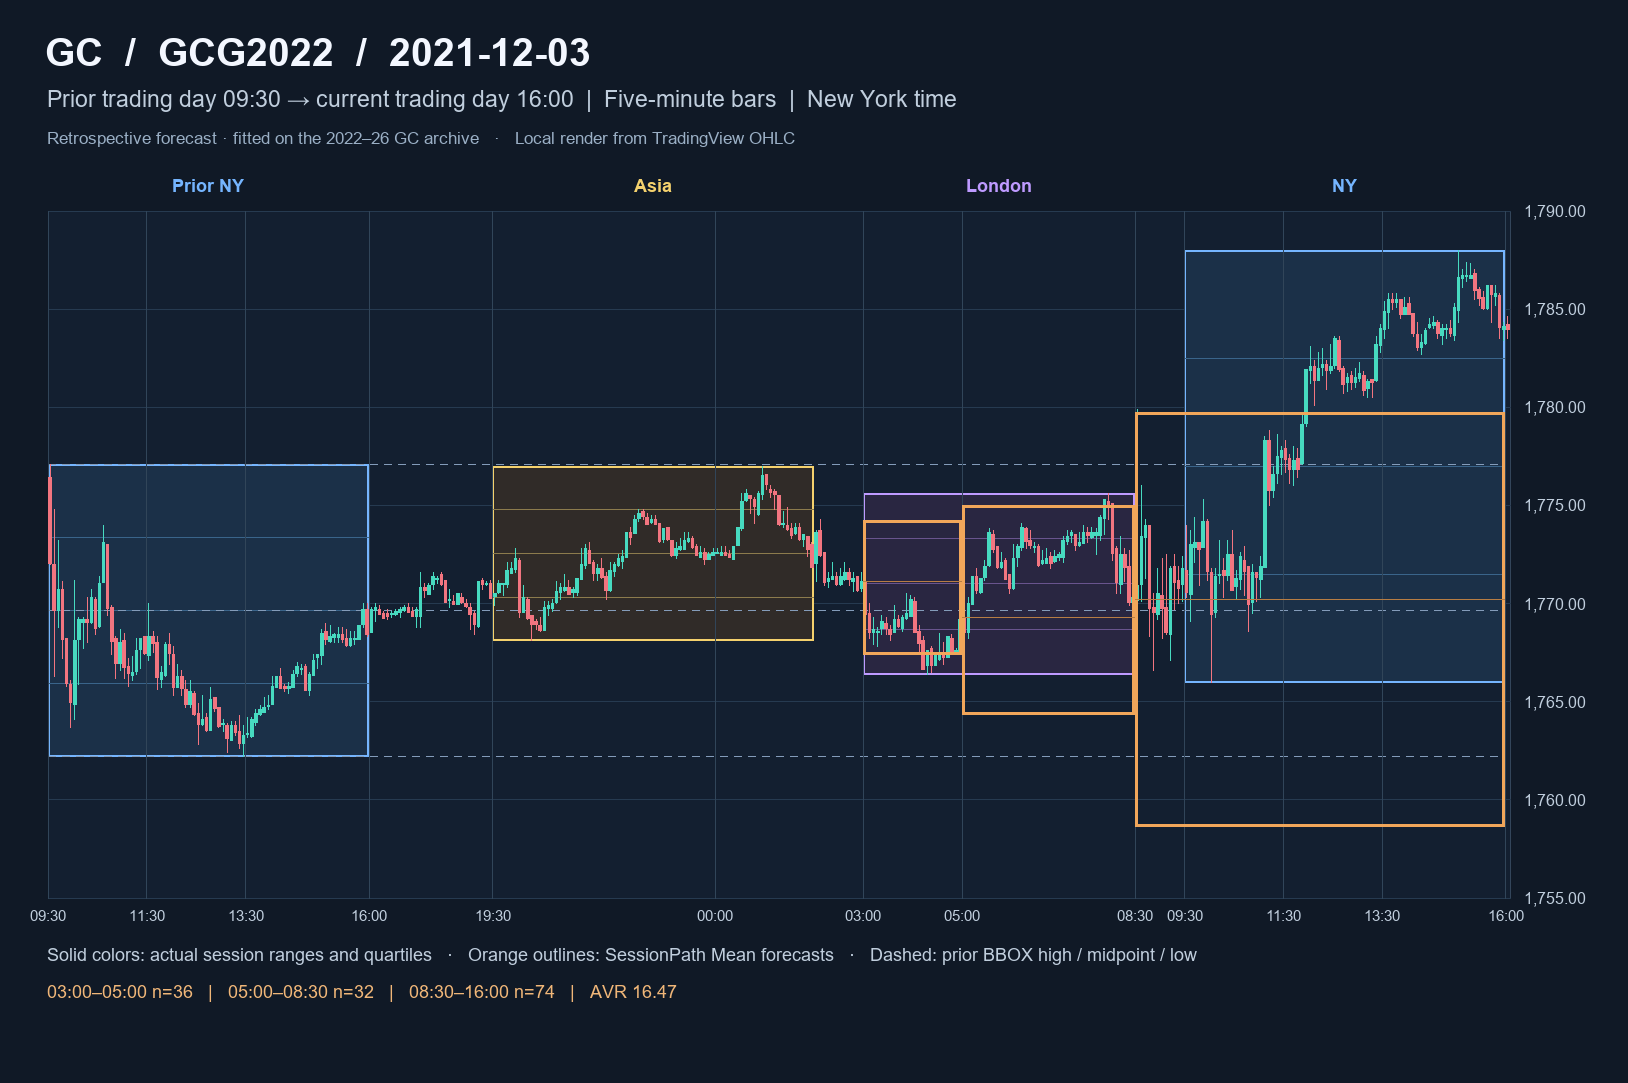 GC / GCG2022 / 2021-12-03
Prior trading day 09:30 → current trading day 16:00 | Five-minute bars | New York time
Retrospective forecast · fitted on the 2022–26 GC archive · Local render from TradingView OHLC
Prior NY Asia London NY
1,790.00
1,785.00
1,780.00
1,775.00
1,770.00
1,765.00
1,760.00
1,755.00
09:30 11:30 13:30 16:00 19:30 00:00 03:00 05:00 08:30 09:30 11:30 13:30 16:00
Solid colors: actual session ranges and quartiles · Orange outlines: SessionPath Mean forecasts · Dashed: prior BBOX high / midpoint / low
03:00–05:00 n=36 | 05:00–08:30 n=32 | 08:30–16:00 n=74 | AVR 16.47